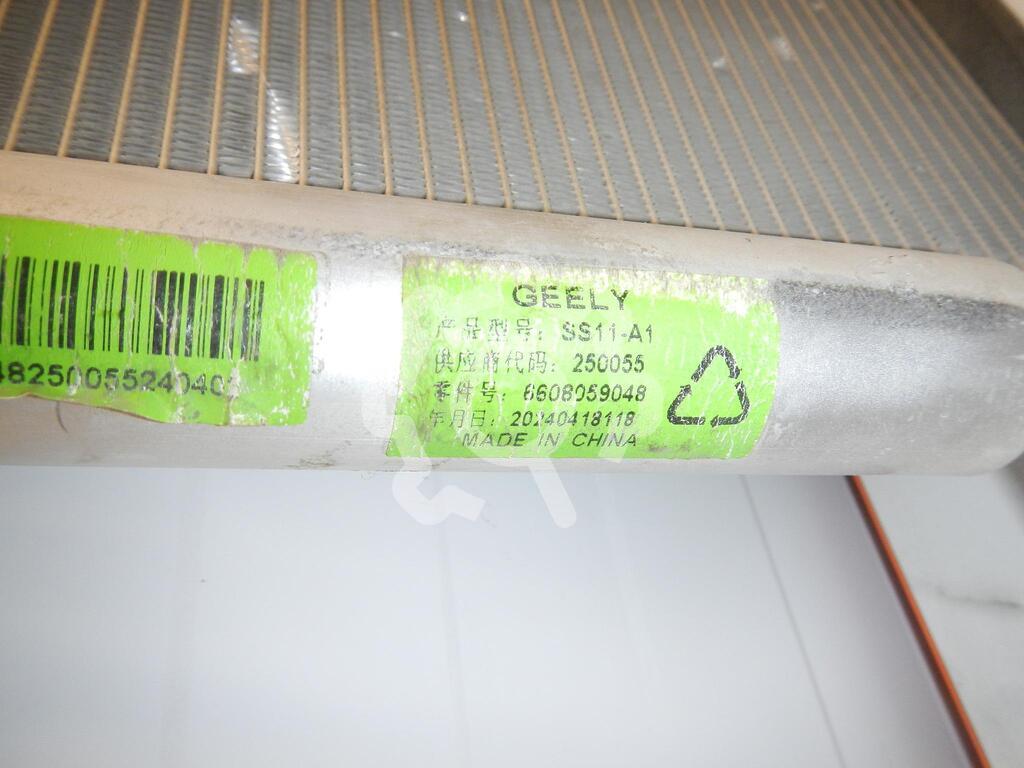 4825005524040
GEELY
产品型号: SS11-A1
供应商代码: 250055
零件号: 6608059048
年月日: 20240418118
MADE IN CHINA